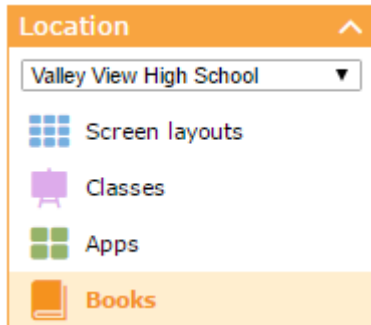 Location
Valley View High School
Screen layouts
Classes
Apps
Books